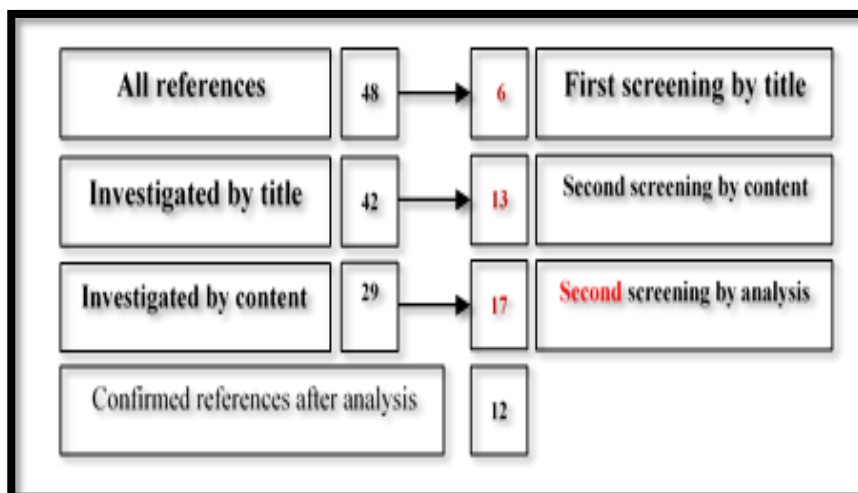 All references 48 6 First screening by title
Investigated by title 42 13 Second screening by content
Investigated by content 29 17 Second screening by analysis
Confirmed references after analysis 12